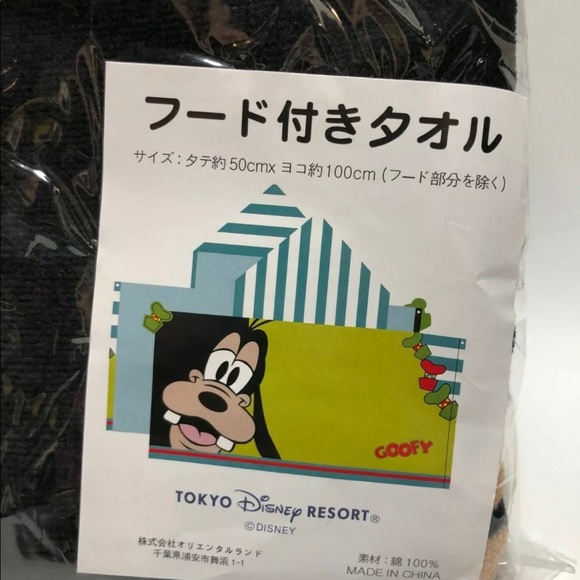 フード付きタオル
サイズ：タテ約50cmx ヨコ約100cm (フード部分を除く)
GOOFY
TOKYO Disney RESORT®
©DISNEY
株式会社オリエンタルランド
千葉県浦安市舞浜 1-1
素材：綿 100%
MADE IN CHINA